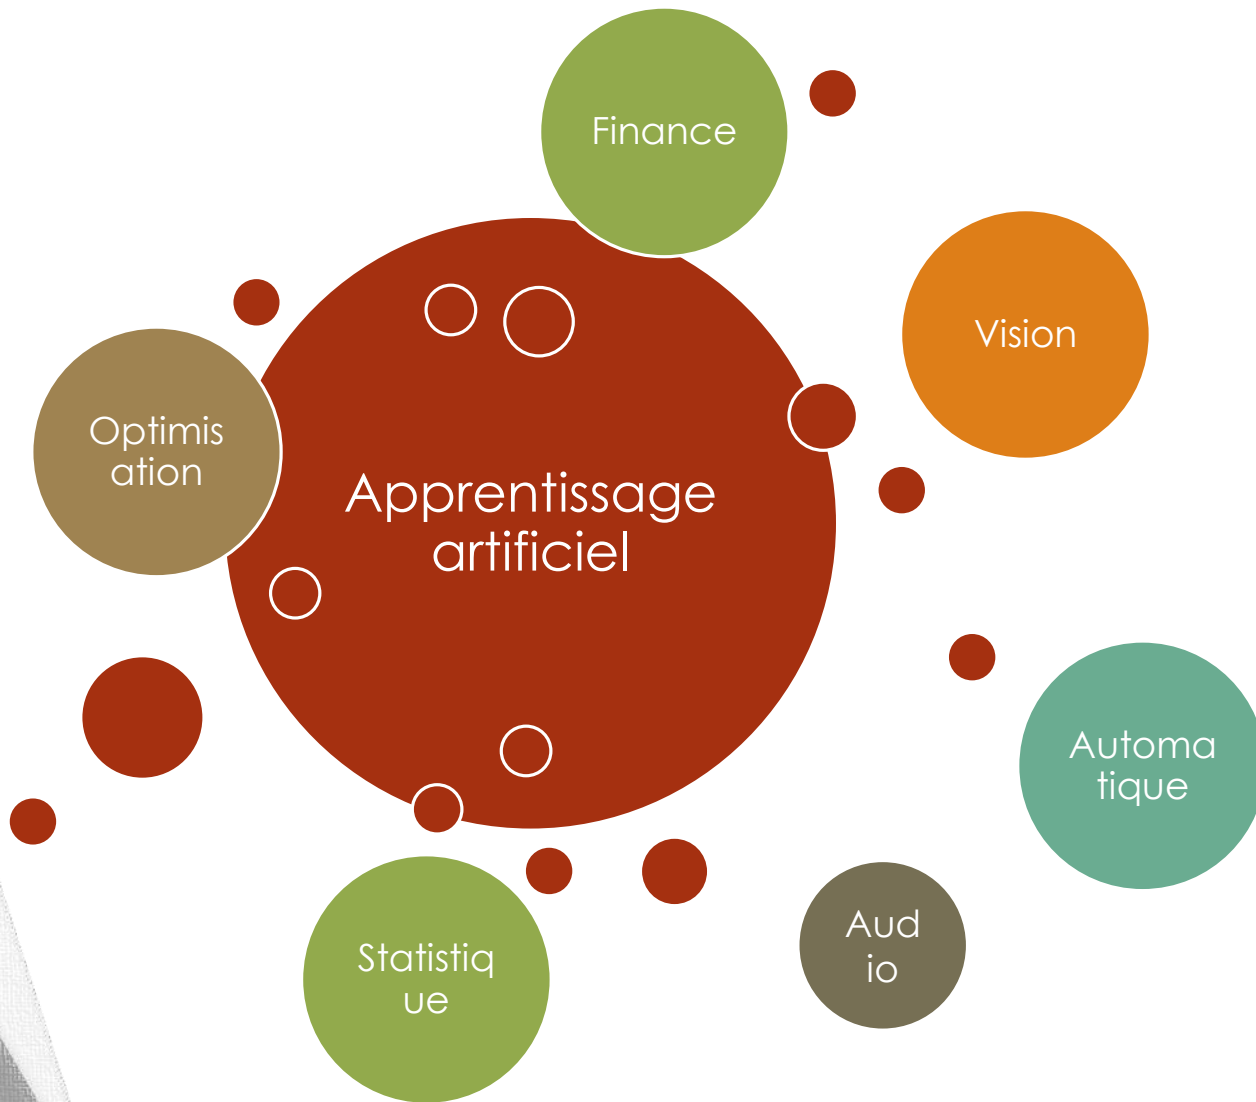 Finance
Vision
Optimis
ation
Apprentissage
artificiel
Automa
tique
Aud
io
Statistiq
ue